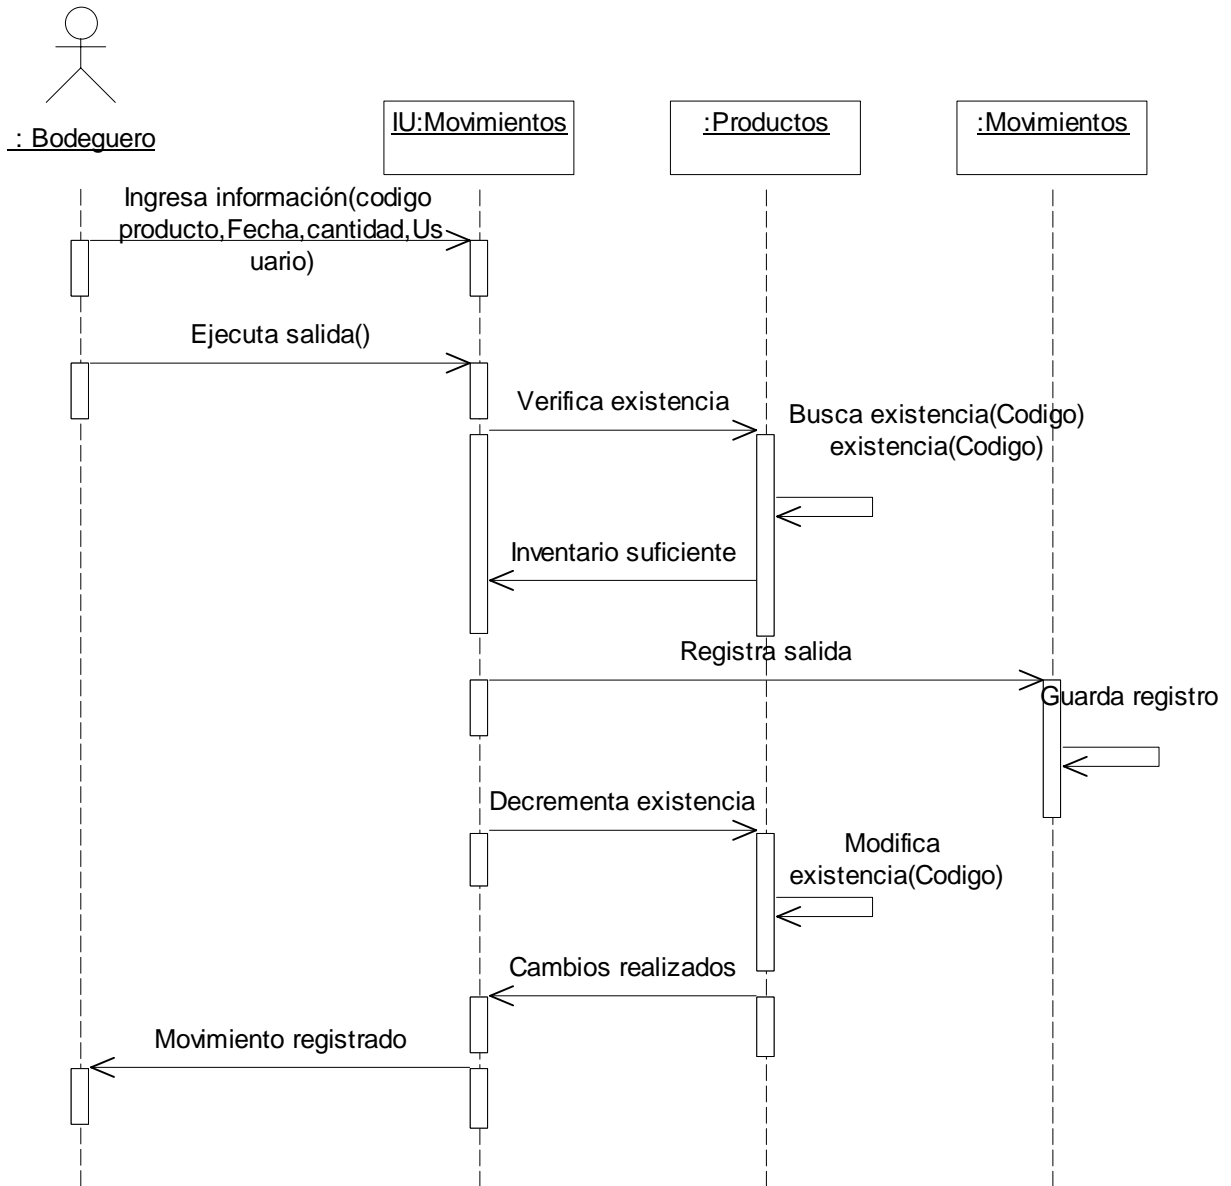 : Bodeguero
IU:Movimientos
:Productos
:Movimientos
Ingresa información(codigo
producto,Fecha,cantidad,Us
uario)
Ejecuta salida()
Verifica existencia
Busca existencia(Codigo)
existencia(Codigo)
Inventario suficiente
Registra salida
Guarda registro
Decrementa existencia
Modifica
existencia(Codigo)
Cambios realizados
Movimiento registrado